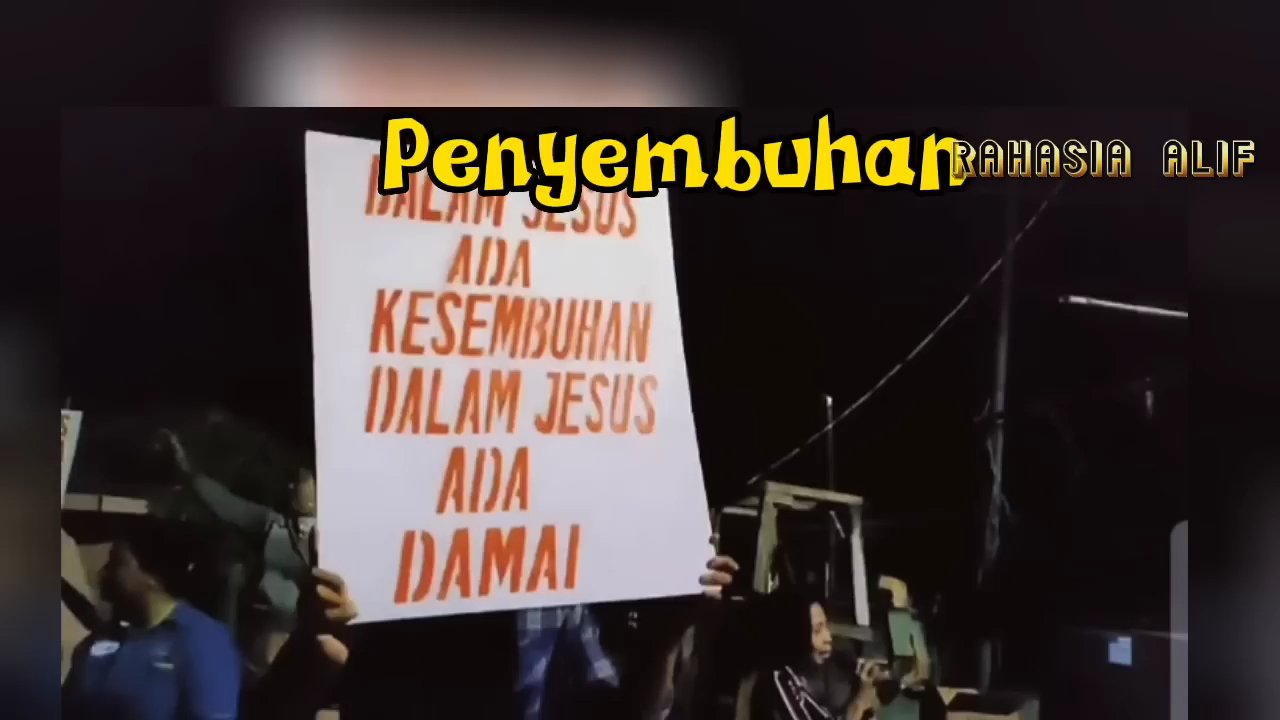 Penyembuhan
RAHASIA ALIF
DALAM JESUS
ADA
KESEMBUHAN
DALAM JESUS
ADA
DAMAI